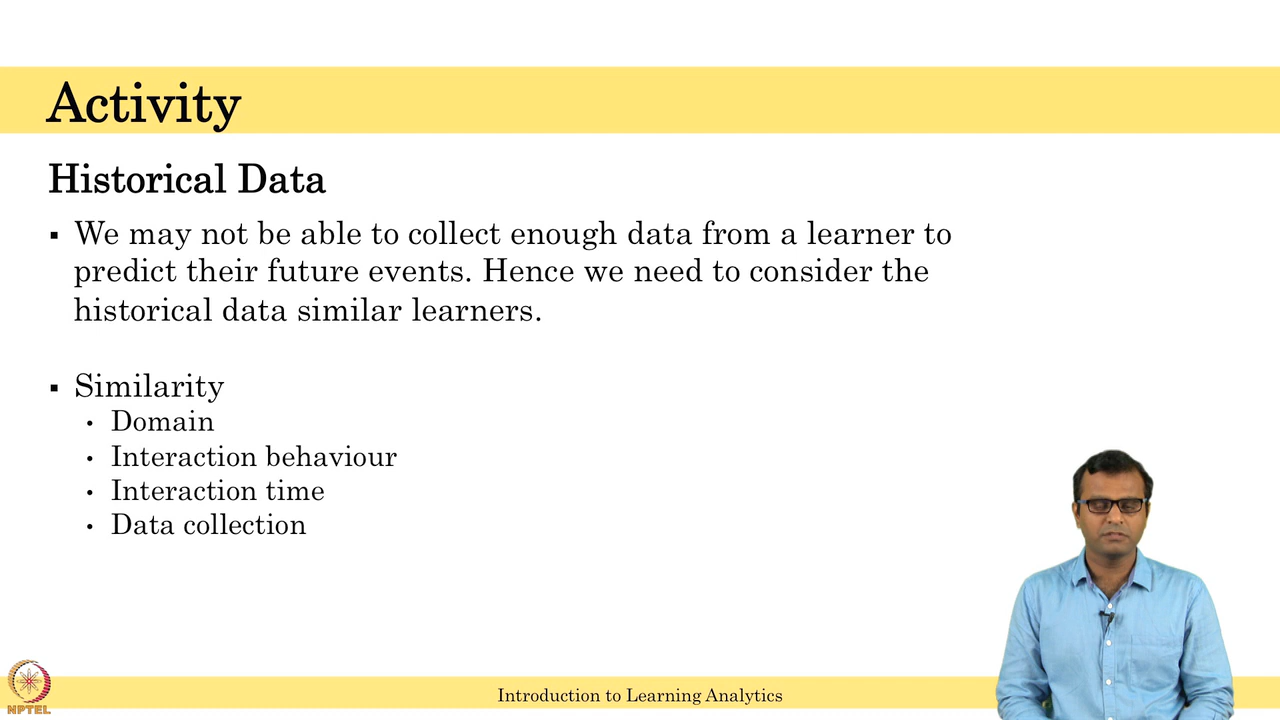 Activity
Historical Data
▪ We may not be able to collect enough data from a learner to
predict their future events. Hence we need to consider the
historical data similar learners.
▪ Similarity
• Domain
• Interaction behaviour
• Interaction time
• Data collection
Introduction to Learning Analytics
NPTEL